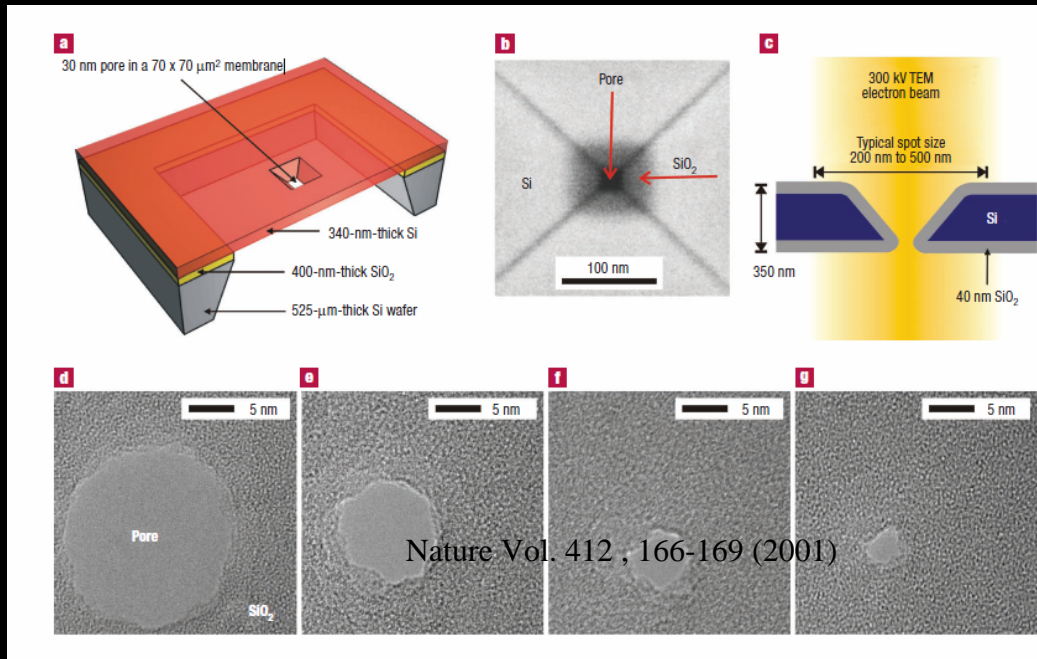 a
30 nm pore in a 70 x 70 μm² membrane
340-nm-thick Si
400-nm-thick SiO₂
525-μm-thick Si wafer
b
Pore
Si
SiO₂
100 nm
c
300 kV TEM
electron beam
Typical spot size
200 nm to 500 nm
Si
350 nm
40 nm SiO₂
d
5 nm
Pore
SiO₂
e
5 nm
f
5 nm
g
5 nm
Nature Vol. 412 , 166-169 (2001)